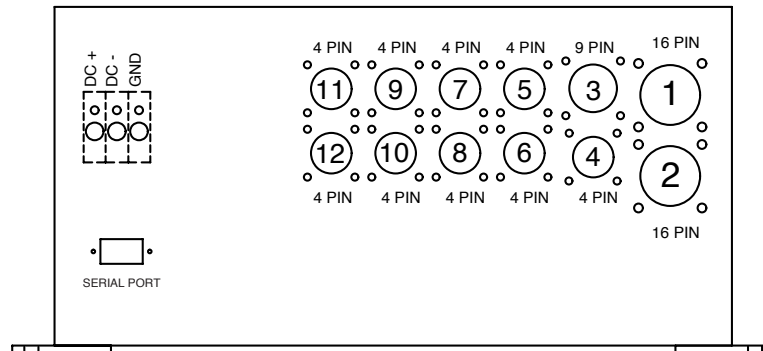 DC +
DC -
GND
4 PIN 4 PIN 4 PIN 4 PIN 9 PIN 16 PIN
11 9 7 5 3 1
12 10 8 6 4 2
4 PIN 4 PIN 4 PIN 4 PIN 4 PIN 16 PIN
SERIAL PORT